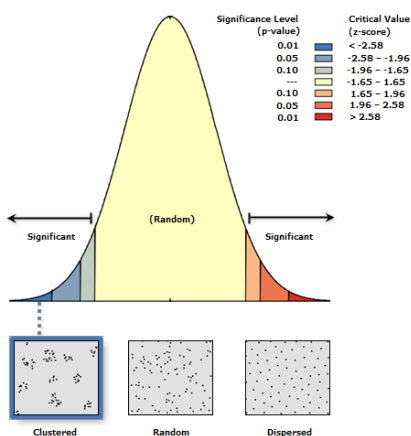 Significance Level Critical Value
(p-value) (z-score)
0.01 < -2.58
0.05 -2.58 – -1.96
0.10 -1.96 – -1.65
--- -1.65 - 1.65
0.10 1.65 - 1.96
0.05 1.96 - 2.58
0.01 > 2.58
(Random)
Significant Significant
Clustered Random Dispersed